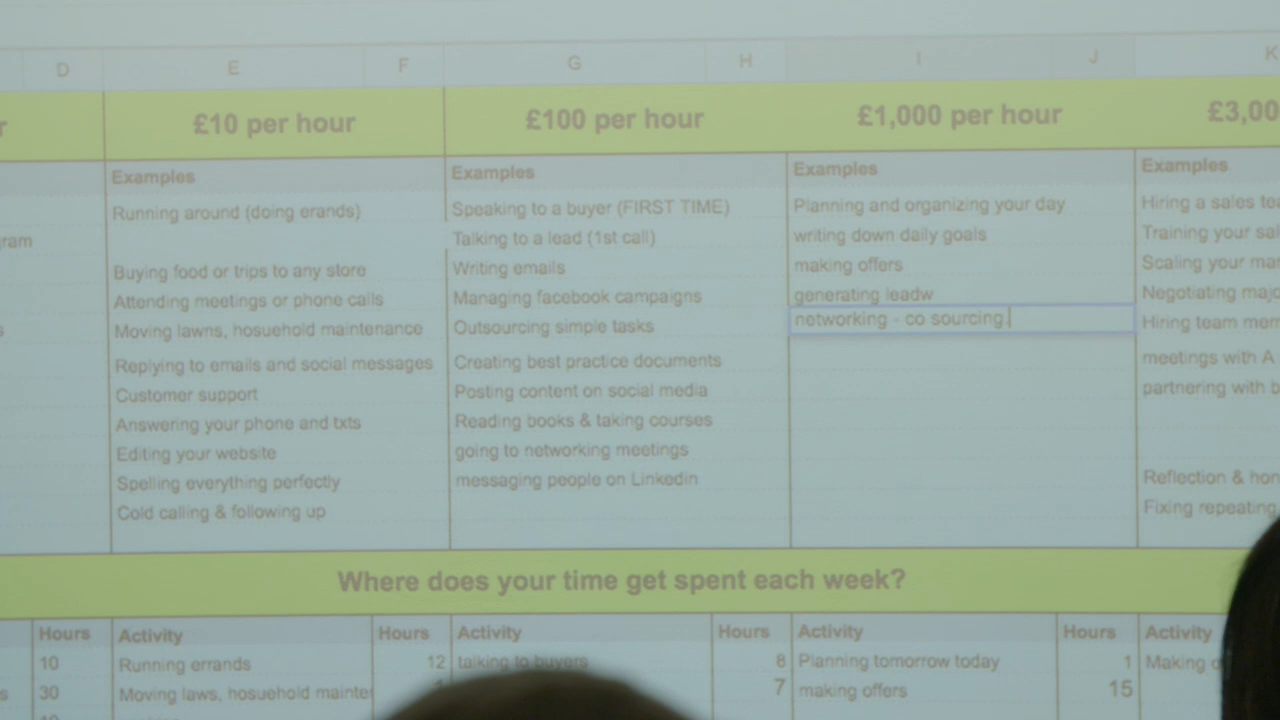 D E F G H I J K
r £10 per hour £100 per hour £1,000 per hour £3,00
Examples Examples Examples Examples
Running around (doing erands) Speaking to a buyer (FIRST TIME) Planning and organizing your day Hiring a sales tea
gram Talking to a lead (1st call) writing down daily goals Training your sal
Buying food or trips to any store Writing emails making offers Scaling your mar
Attending meetings or phone calls Managing facebook campaigns generating leadw Negotiating majo
s Moving lawns, hosuehold maintenance Outsourcing simple tasks networking - co sourcing Hiring team mem
Replying to emails and social messages Creating best practice documents meetings with A
Customer support Posting content on social media partnering with b
Answering your phone and txts Reading books & taking courses
Editing your website going to networking meetings
Spelling everything perfectly messaging people on Linkedin Reflection & hon
Cold calling & following up Fixing repeating
Where does your time get spent each week?
Hours Activity Hours Activity Hours Activity Hours Activity
10 Running errands 12 talking to buyers 8 Planning tomorrow today 1 Making o
s 30 Moving laws, hosuehold mainte 7 making offers 15